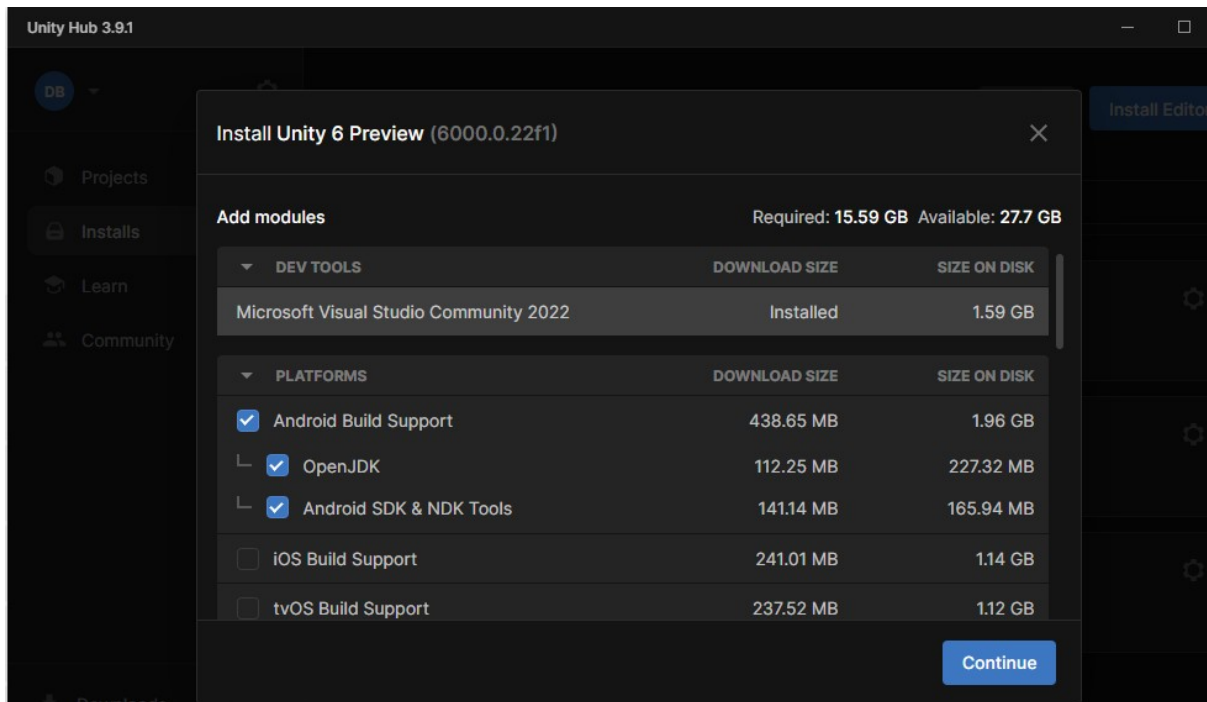 Unity Hub 3.9.1
DB
Install Editor
Projects
Installs
Learn
Community
Install Unity 6 Preview (6000.0.22f1)
Add modules Required: 15.59 GB Available: 27.7 GB
DEV TOOLS DOWNLOAD SIZE SIZE ON DISK
Microsoft Visual Studio Community 2022 Installed 1.59 GB
PLATFORMS DOWNLOAD SIZE SIZE ON DISK
Android Build Support 438.65 MB 1.96 GB
OpenJDK 112.25 MB 227.32 MB
Android SDK & NDK Tools 141.14 MB 165.94 MB
iOS Build Support 241.01 MB 1.14 GB
tvOS Build Support 237.52 MB 1.12 GB
Continue